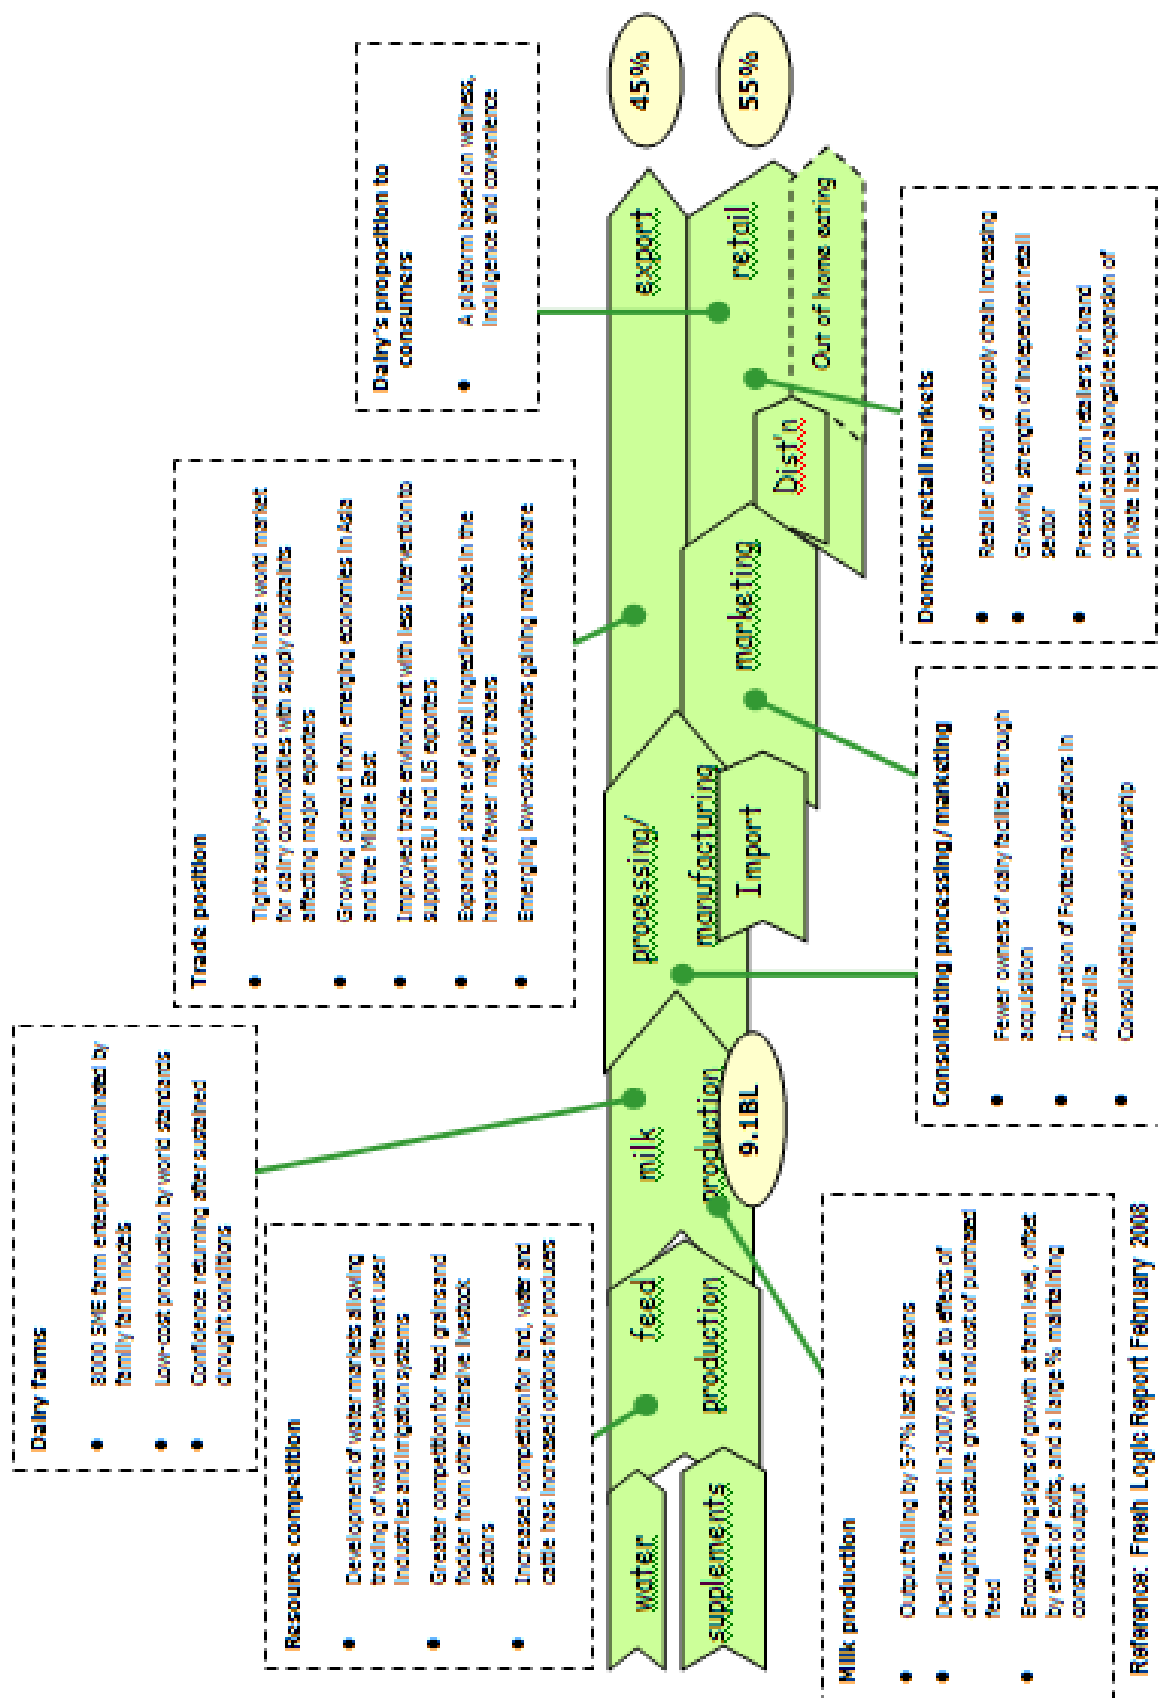 Dairy farms
● 8000 SME farm enterprises, dominated by
family farm models
● Low-cost production by world standards
● Confidence returning after sustained
drought conditions
Trade position
● Tight supply-demand conditions in the world market
for dairy commodities with supply constraints
affecting major exporters
● Growing demand from emerging economies in Asia
and the Middle East
● Improved trade environment with less intervention to
support EU and US exporters
● Expanded share of global ingredients trade in the
hands of fewer major traders
● Emerging low-cost exporters gaining market share
Dairy's proposition to
consumers
● A platform based on wellness,
indulgence and convenience
Resource competition
● Development of water markets allowing
trading of water between different user
industries and irrigation systems
● Greater competition for feed grains and
fodder from other intensive livestock
sectors
● Increased competition for land, water and
cattle has increased options for producers
water
supplements
feed
production
milk
production
9.1BL
processing/
manufacturing
Import
marketing
Dist'n
export
retail
Out of home eating
45%
55%
Milk production
● Output falling by 5-7% last 2 seasons
● Decline forecast in 2007/08 due to effects of
drought on pasture growth and cost of purchased
feed
● Encouraging signs of growth at farm level, offset
by effect of exits, and a large % maintaining
constant output
Consolidating processing/marketing
● Fewer owners of dairy facilities through
acquisition
● Integration of Fonterra operations in
Australia
● Consolidating brand ownership
Domestic retail markets
● Retailer control of supply chain increasing
● Growing strength of independent retail
sector
● Pressure from retailers for brand
consolidation alongside expansion of
private label
Reference: Fresh Logic Report February 2008